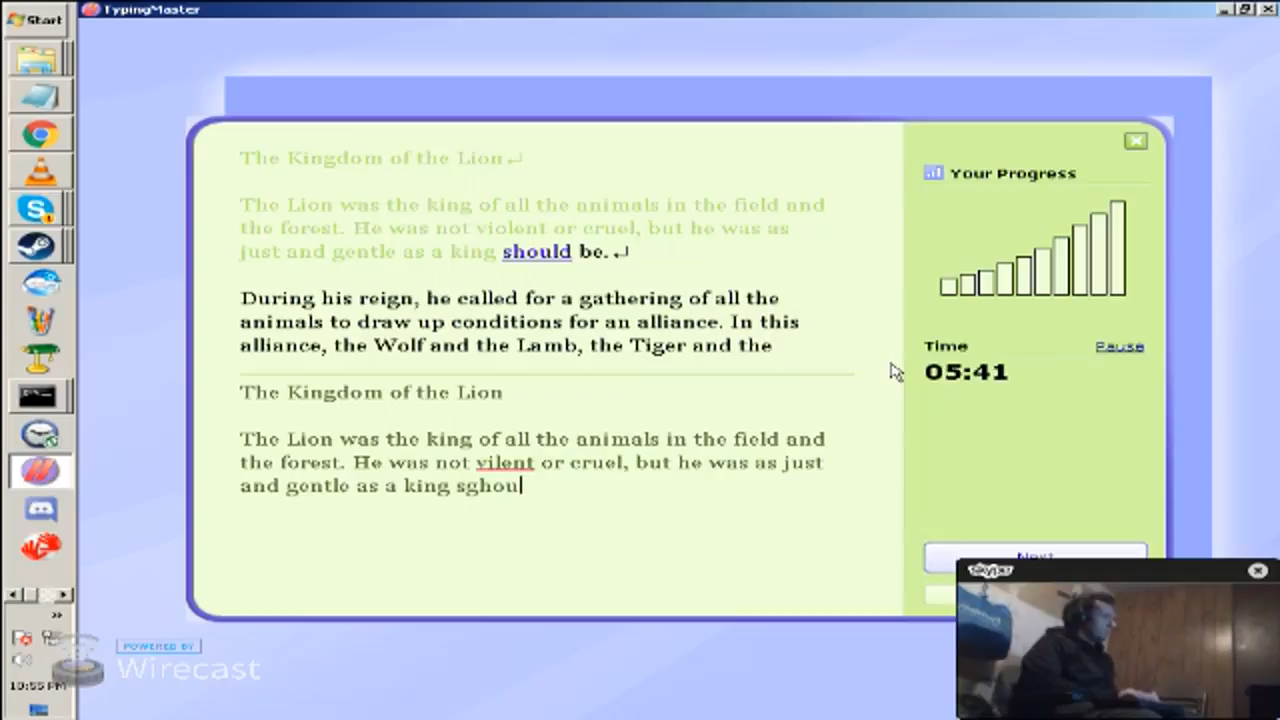 TypingMaster
Start
The Kingdom of the Lion
The Lion was the king of all the animals in the field and
the forest. He was not violent or cruel, but he was as
just and gentle as a king should be.
During his reign, he called for a gathering of all the
animals to draw up conditions for an alliance. In this
alliance, the Wolf and the Lamb, the Tiger and the
The Kingdom of the Lion
The Lion was the king of all the animals in the field and
the forest. He was not vilent or cruel, but he was as just
and gentle as a king sghou
Your Progress
Time
Pause
05:41
Next
skype
POWERED BY
Wirecast
10:55 PM